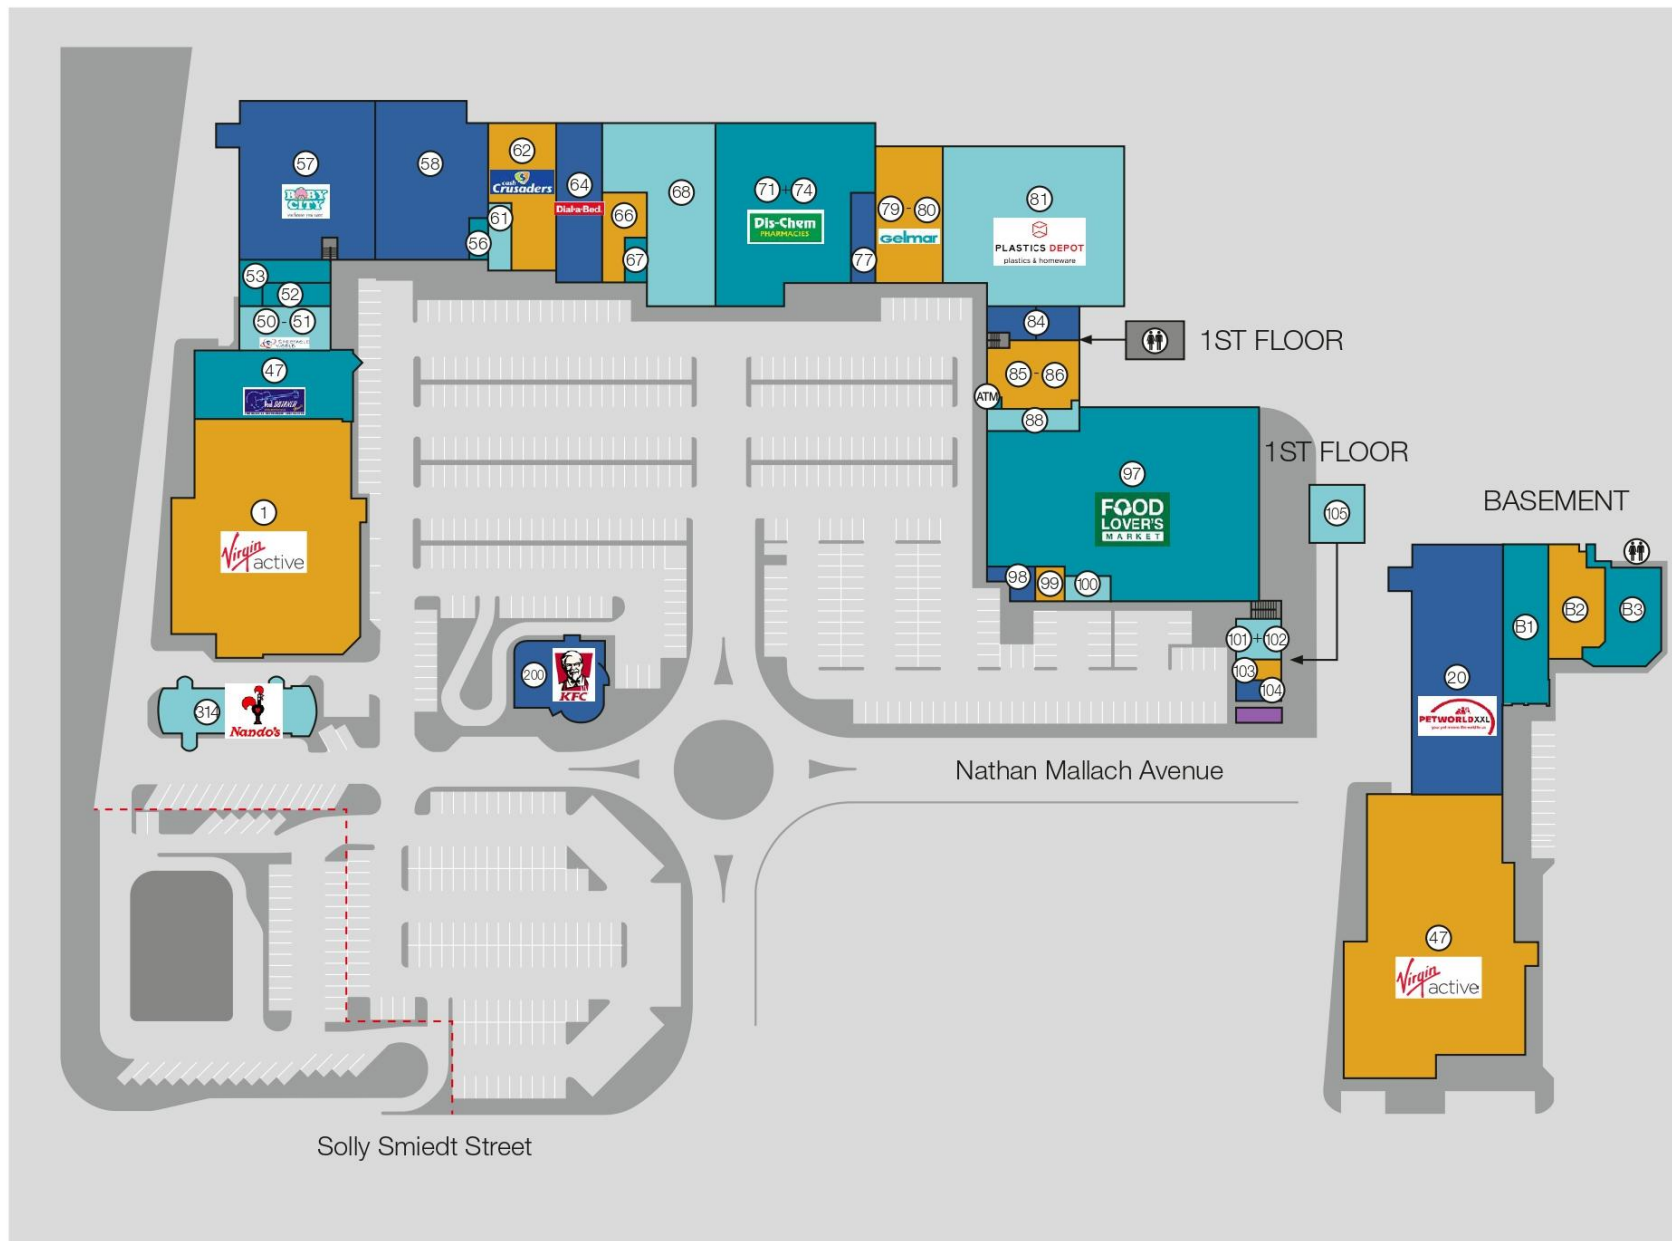 57
BABY
CITY
58
62
cash
Crusaders
61
56
64
Dial-a-Bed.
66
67
68
71 + 74
Dis-Chem
PHARMACIES
77
79 - 80
Gelmar
81
PLASTICS DEPOT
plastics & homeware
53
52
50 - 51
47
84
1ST FLOOR
85 - 86
ATM
88
1
Virgin
active
97
FOOD
LOVER'S
MARKET
98
99
100
1ST FLOOR
105
101 + 102
103
104
BASEMENT
B1
B2
B3
20
PETWORLDXXL
47
Virgin
active
314
Nando's
200
KFC
Nathan Mallach Avenue
Solly Smiedt Street